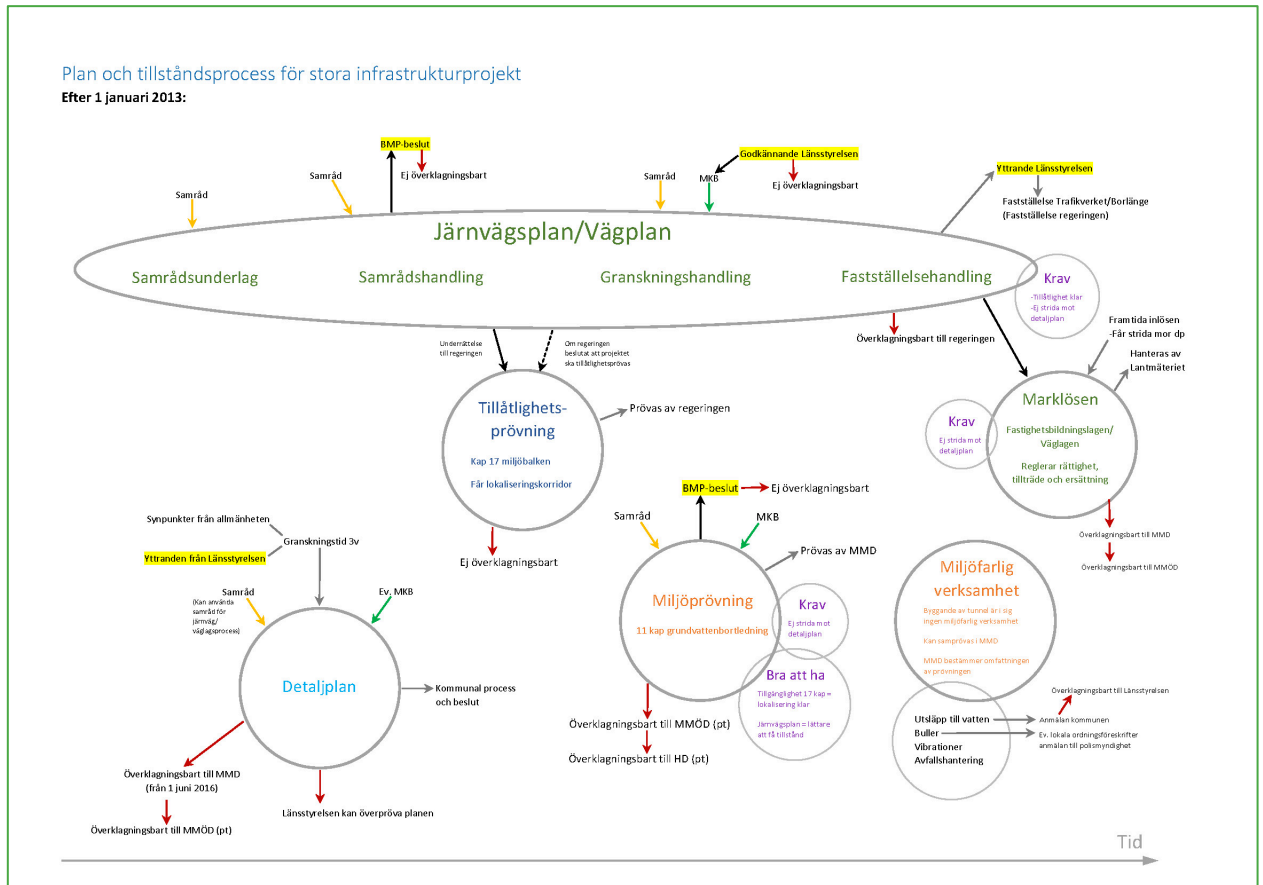 Plan och tillståndsprocess för stora infrastrukturprojekt
Efter 1 januari 2013:
BMP-beslut
Ej överklagningsbart
Samråd
Samråd
Samråd
MKB
Godkännande Länsstyrelsen
Ej överklagningsbart
Yttrande Länsstyrelsen
Fastställelse Trafikverket/Borlänge
(Fastställelse regeringen)
Järnvägsplan/Vägplan
Samrådsunderlag
Samrådshandling
Granskningshandling
Fastställelsehandling
Krav
-Tillåtlighet klar
-Ej strida mot
detaljplan
Underrättelse
till regeringen
Om regeringen
beslutat att projektet
ska tillåtlighetsprövas
Överklagningsbart till regeringen
Framtida inlösen
-Får strida mor dp
Hanteras av
Lantmäteriet
Tillåtlighets-
prövning
Kap 17 miljöbalken
Får lokaliseringskorridor
Prövas av regeringen
Ej överklagningsbart
Krav
Ej strida mot
detaljplan
Marklösen
Fastighetsbildningslagen/
Väglagen
Reglerar rättighet,
tillträde och ersättning
Överklagningsbart till MMD
Överklagningsbart till MMÖD
BMP-beslut
Ej överklagningsbart
Samråd
MKB
Prövas av MMD
Miljöprövning
11 kap grundvattenbortledning
Krav
Ej strida mot
detaljplan
Bra att ha
Tillgänglighet 17 kap =
lokalisering klar
Järnvägsplan = lättare
att få tillstånd
Överklagningsbart till MMÖD (pt)
Överklagningsbart till HD (pt)
Miljöfarlig
verksamhet
Byggande av tunnel är i sig
ingen miljöfarlig verksamhet
Kan samprövas i MMD
MMD bestämmer omfattningen
av prövningen
Utsläpp till vatten
Buller
Vibrationer
Avfallshantering
Överklagningsbart till Länsstyrelsen
Anmälan kommunen
Ev. lokala ordningsföreskrifter
anmälan till polismyndighet
Synpunkter från allmänheten
Granskningstid 3v
Yttranden från Länsstyrelsen
Samråd
(Kan använda
samråd för
järnväg/
väglagsprocess)
Ev. MKB
Detaljplan
Kommunal process
och beslut
Överklagningsbart till MMD
(från 1 juni 2016)
Överklagningsbart till MMÖD (pt)
Länsstyrelsen kan överpröva planen
Tid